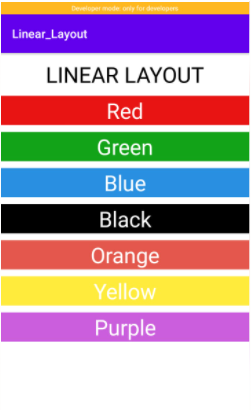 Developer mode: only for developers
Linear_Layout
LINEAR LAYOUT
Red
Green
Blue
Black
Orange
Yellow
Purple